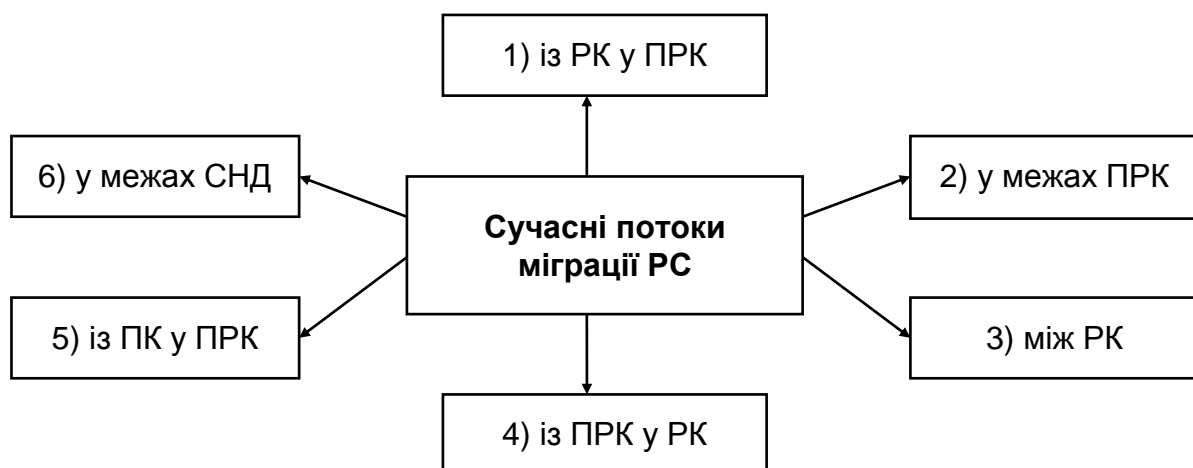 1) із РК у ПРК
6) у межах СНД
2) у межах ПРК
Сучасні потоки
міграції РС
5) із ПК у ПРК
3) між РК
4) із ПРК у РК